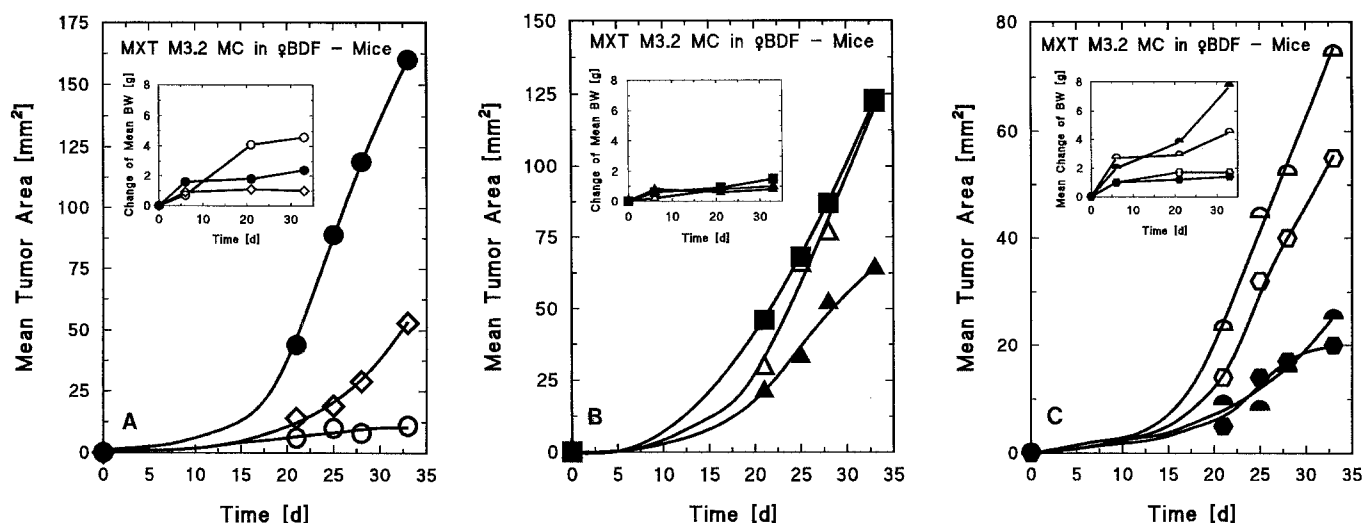 MXT M3.2 MC in ♀BDF – Mice
Mean Tumor Area [mm²]
175
150
125
100
75
50
25
0
Change of Mean BW [g]
8
6
4
2
0
0 10 20 30
Time [d]
A
0 5 10 15 20 25 30 35
Time [d]
MXT M3.2 MC in ♀BDF – Mice
Mean Tumor Area [mm²]
150
125
100
75
50
25
0
Change of Mean BW [g]
8
6
4
2
0
0 10 20 30
Time [d]
B
0 5 10 15 20 25 30 35
Time [d]
MXT M3.2 MC in ♀BDF – Mice
Mean Tumor Area [mm²]
80
60
40
20
0
Mean Change of BW [g]
8
6
4
2
0
0 10 20 30
Time [d]
C
0 5 10 15 20 25 30 35
Time [d]